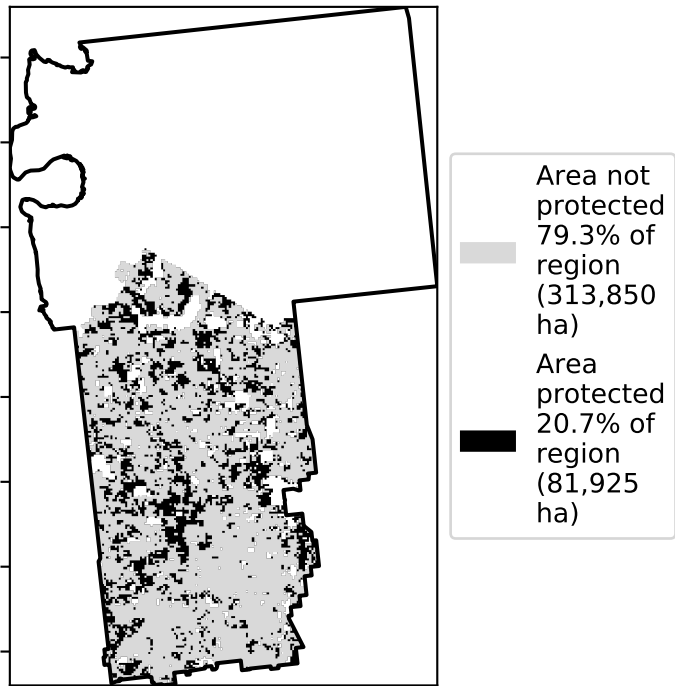 Area not
protected
79.3% of
region
(313,850
ha)
Area
protected
20.7% of
region
(81,925
ha)